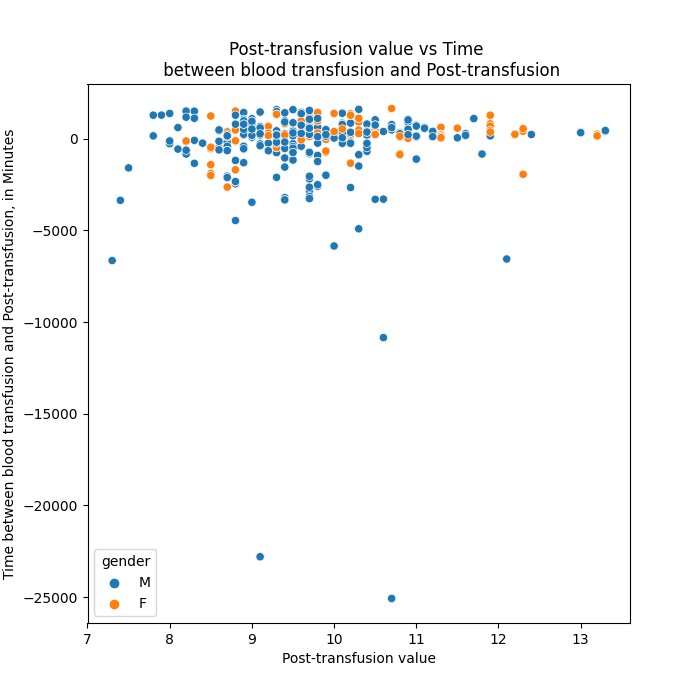 Post-transfusion value vs Time
between blood transfusion and Post-transfusion
Time between blood transfusion and Post-transfusion, in Minutes
0
−5000
−10000
−15000
−20000
−25000
gender
M
F
7 8 9 10 11 12 13
Post-transfusion value